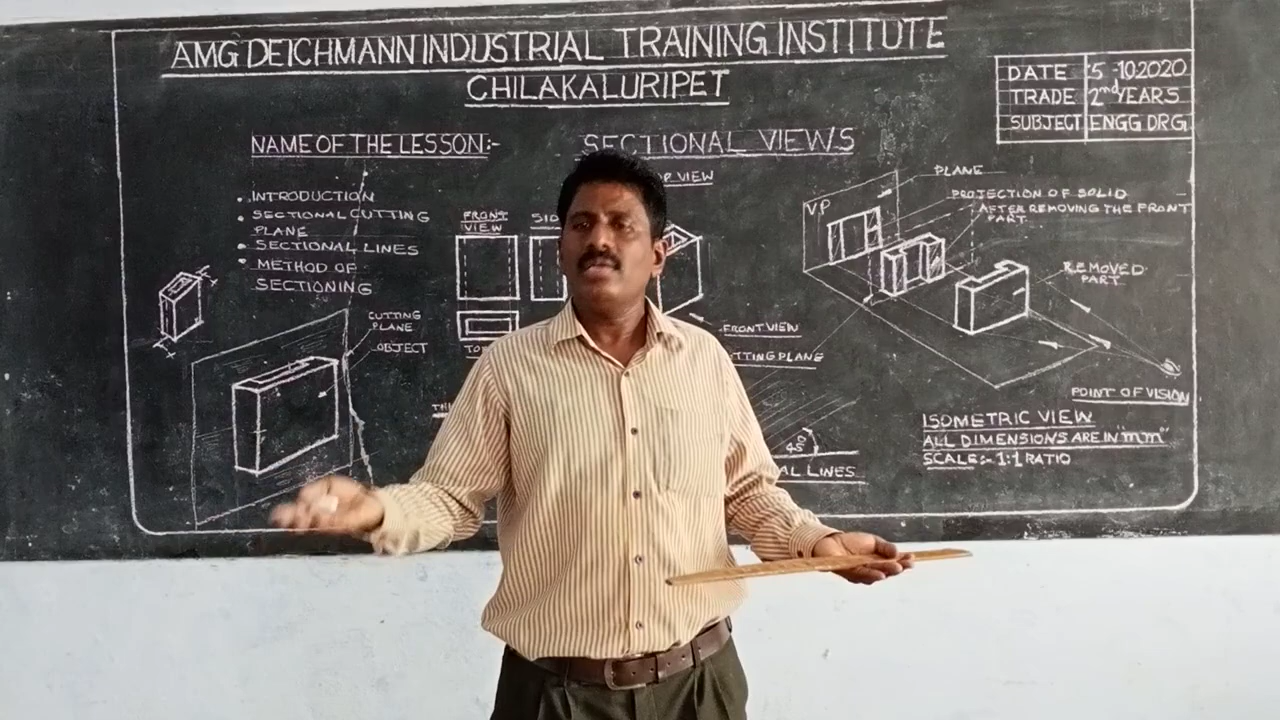 AMG DEICHMANN INDUSTRIAL TRAINING INSTITUTE
CHILAKALURIPET
DATE 5-10.2020
TRADE 2nd YEARS
SUBJECT ENGG DRG
NAME OF THE LESSON:- SECTIONAL VIEWS
• INTRODUCTION
• SECTIONAL CUTTING
PLANE
• SECTIONAL LINES
• METHOD OF
SECTIONING
CUTTING
PLANE
OBJECT
FRONT
VIEW
VIEW
FRONT VIEW
V.P
PLANE
PROJECTION OF SOLID
AFTER REMOVING THE FRONT
PART
REMOVED
PART
POINT OF VISION
45°
LINES
ISOMETRIC VIEW
ALL DIMENSIONS ARE IN "mm"
SCALE:- 1:1 RATIO